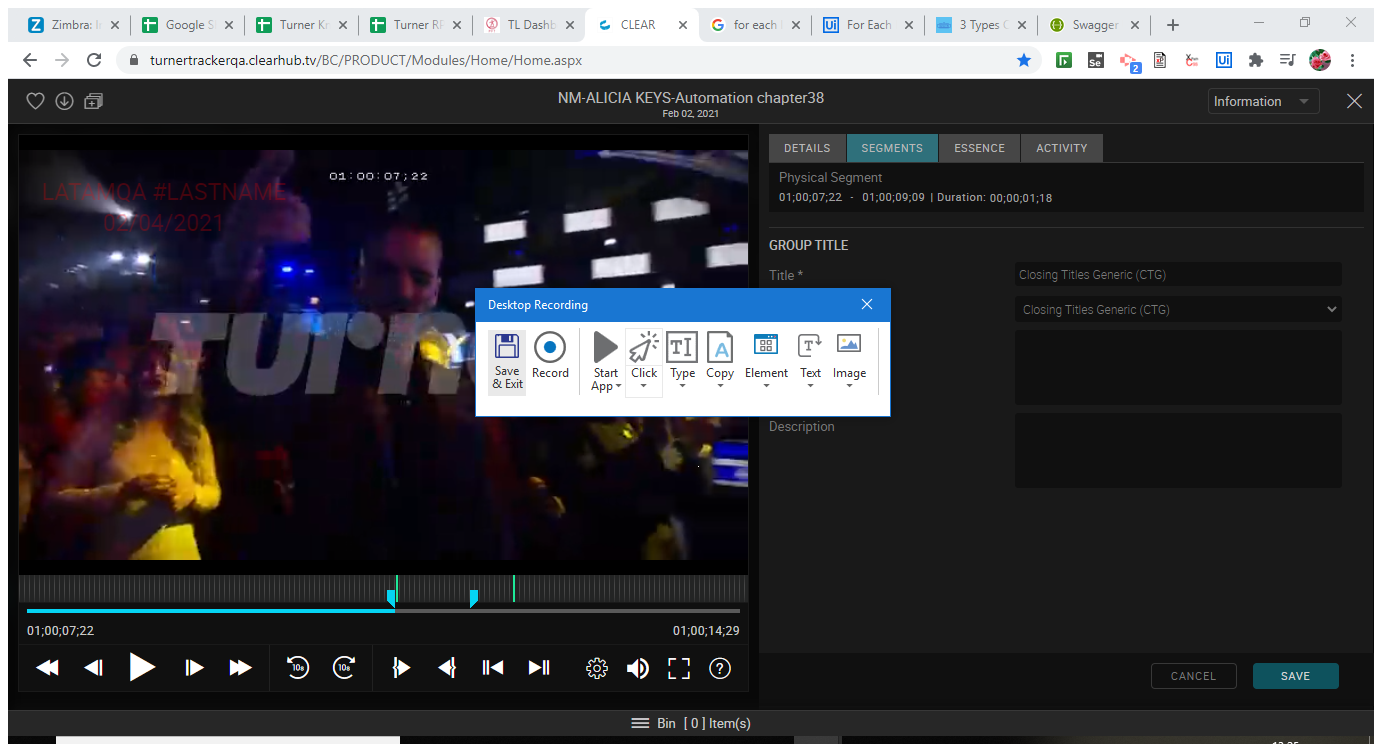 Zimbra: I
Google S
Turner Kr
Turner RF
TL Dashb
CLEAR
for each
For Each
3 Types C
Swagger
turnertrackerqa.clearhub.tv/BC/PRODUCT/Modules/Home/Home.aspx
Se
2
Ui
NM-ALICIA KEYS-Automation chapter38
Feb 02, 2021
Information
01:00:07;22
LATAMQA #LASTNAME
02/04/2021
DETAILS
SEGMENTS
ESSENCE
ACTIVITY
Physical Segment
01;00;07;22 - 01;00;09;09 | Duration: 00;00;01;18
GROUP TITLE
Title *
Closing Titles Generic (CTG)
Closing Titles Generic (CTG)
Desktop Recording
Save & Exit
Record
Start App
Click
Type
Copy
Element
Text
Image
Description
01;00;07;22
01;00;14;29
10s
10s
CANCEL
SAVE
Bin [ 0 ] Item(s)